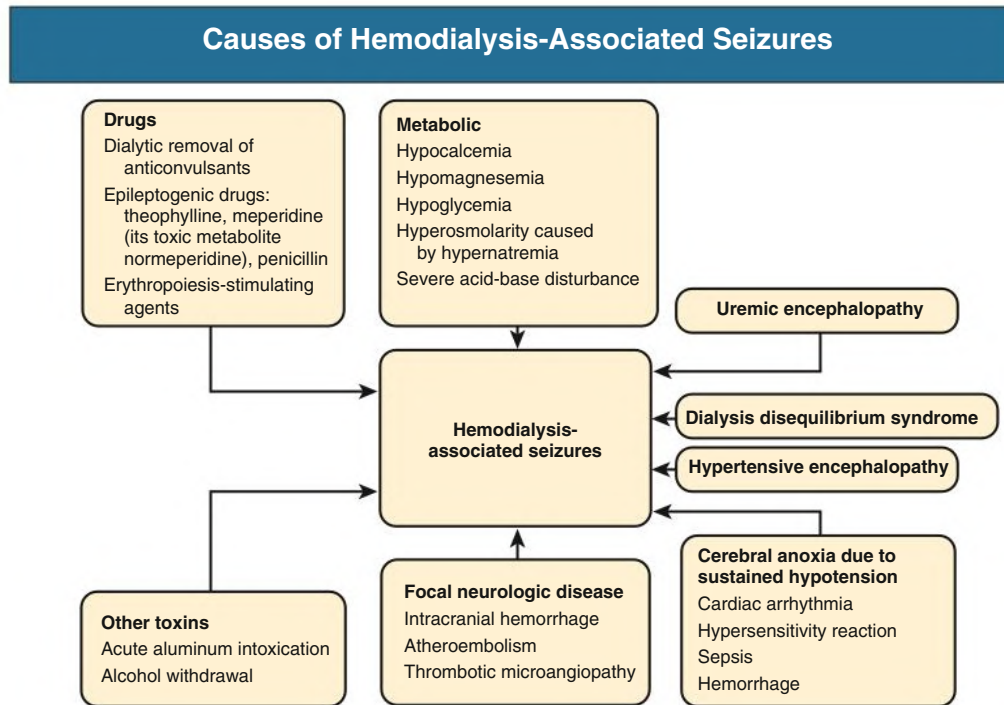 Causes of Hemodialysis-Associated Seizures
Drugs
Dialytic removal of
anticonvulsants
Epileptogenic drugs:
theophylline, meperidine
(its toxic metabolite
normeperidine), penicillin
Erythropoiesis-stimulating
agents
Metabolic
Hypocalcemia
Hypomagnesemia
Hypoglycemia
Hyperosmolarity caused
by hypernatremia
Severe acid-base disturbance
Uremic encephalopathy
Hemodialysis-
associated seizures
Dialysis disequilibrium syndrome
Hypertensive encephalopathy
Other toxins
Acute aluminum intoxication
Alcohol withdrawal
Focal neurologic disease
Intracranial hemorrhage
Atheroembolism
Thrombotic microangiopathy
Cerebral anoxia due to
sustained hypotension
Cardiac arrhythmia
Hypersensitivity reaction
Sepsis
Hemorrhage